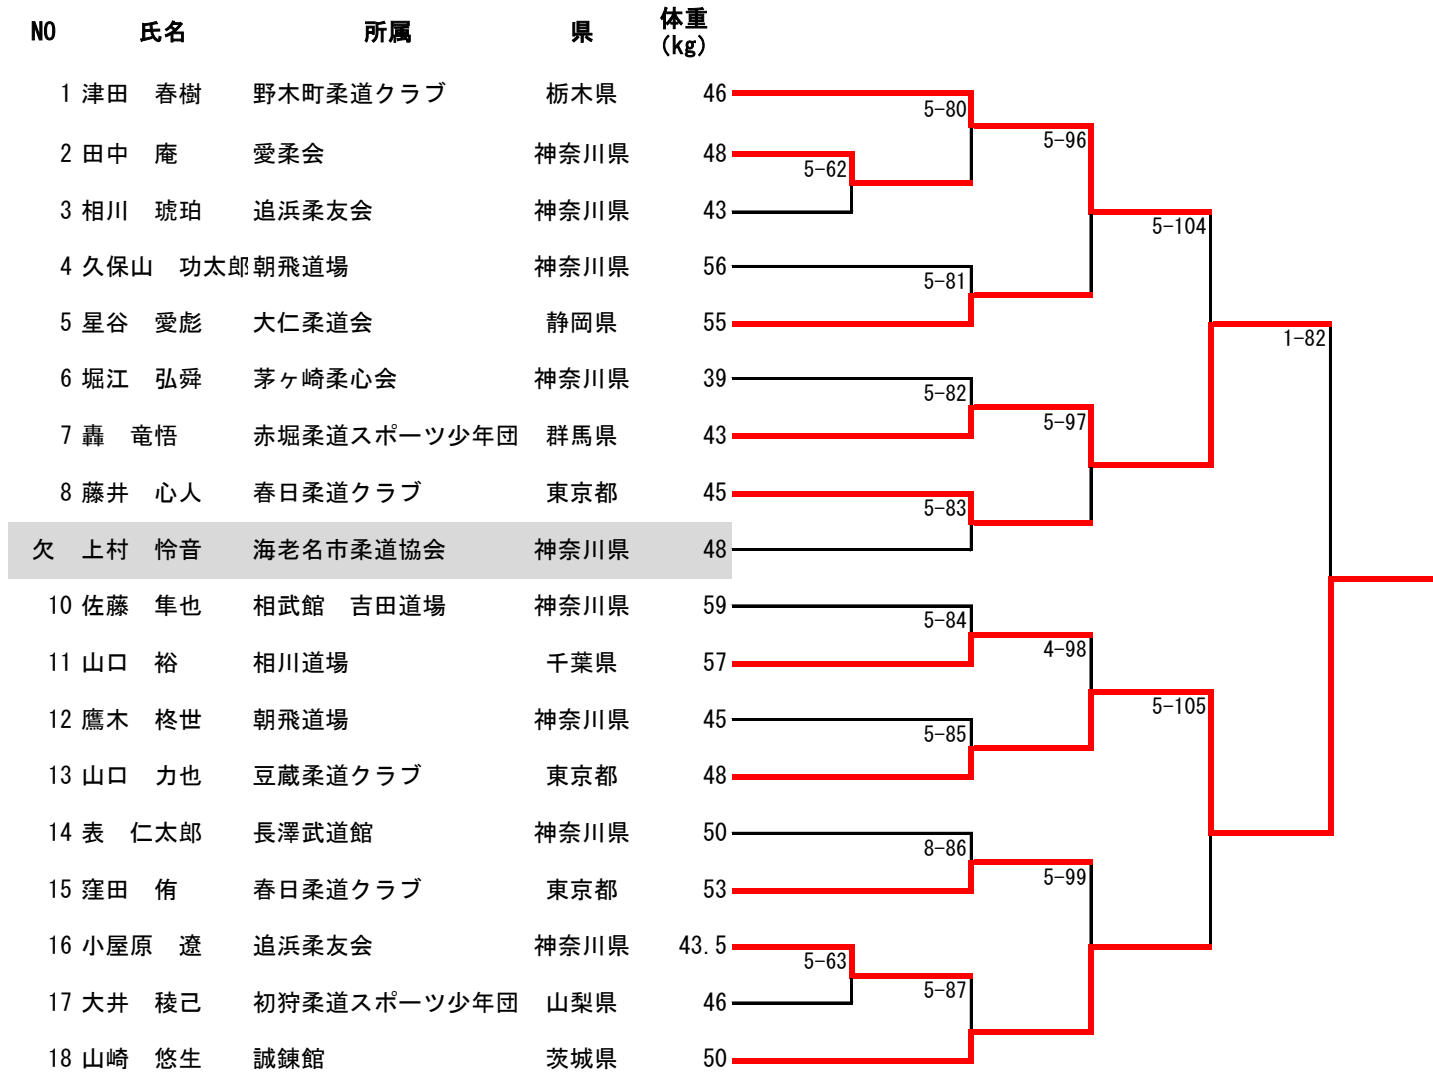 NO 氏名 所属 県 体重(kg)
1 津田 春樹 野木町柔道クラブ 栃木県 46
5-80
2 田中 庵 愛柔会 神奈川県 48
5-96
5-62
3 相川 琥珀 追浜柔友会 神奈川県 43
5-104
4 久保山 功太郎 朝飛道場 神奈川県 56
5-81
5 星谷 愛彪 大仁柔道会 静岡県 55
1-82
6 堀江 弘舜 茅ヶ崎柔心会 神奈川県 39
5-82
7 轟 竜悟 赤堀柔道スポーツ少年団 群馬県 43
5-97
8 藤井 心人 春日柔道クラブ 東京都 45
5-83
欠 上村 怜音 海老名市柔道協会 神奈川県 48
10 佐藤 隼也 相武館 吉田道場 神奈川県 59
5-84
11 山口 裕 相川道場 千葉県 57
4-98
12 鷹木 柊世 朝飛道場 神奈川県 45
5-105
5-85
13 山口 力也 豆蔵柔道クラブ 東京都 48
14 表 仁太郎 長澤武道館 神奈川県 50
8-86
15 窪田 侑 春日柔道クラブ 東京都 53
5-99
16 小屋原 遼 追浜柔友会 神奈川県 43.5
5-63
17 大井 稜己 初狩柔道スポーツ少年団 山梨県 46
5-87
18 山崎 悠生 誠錬館 茨城県 50